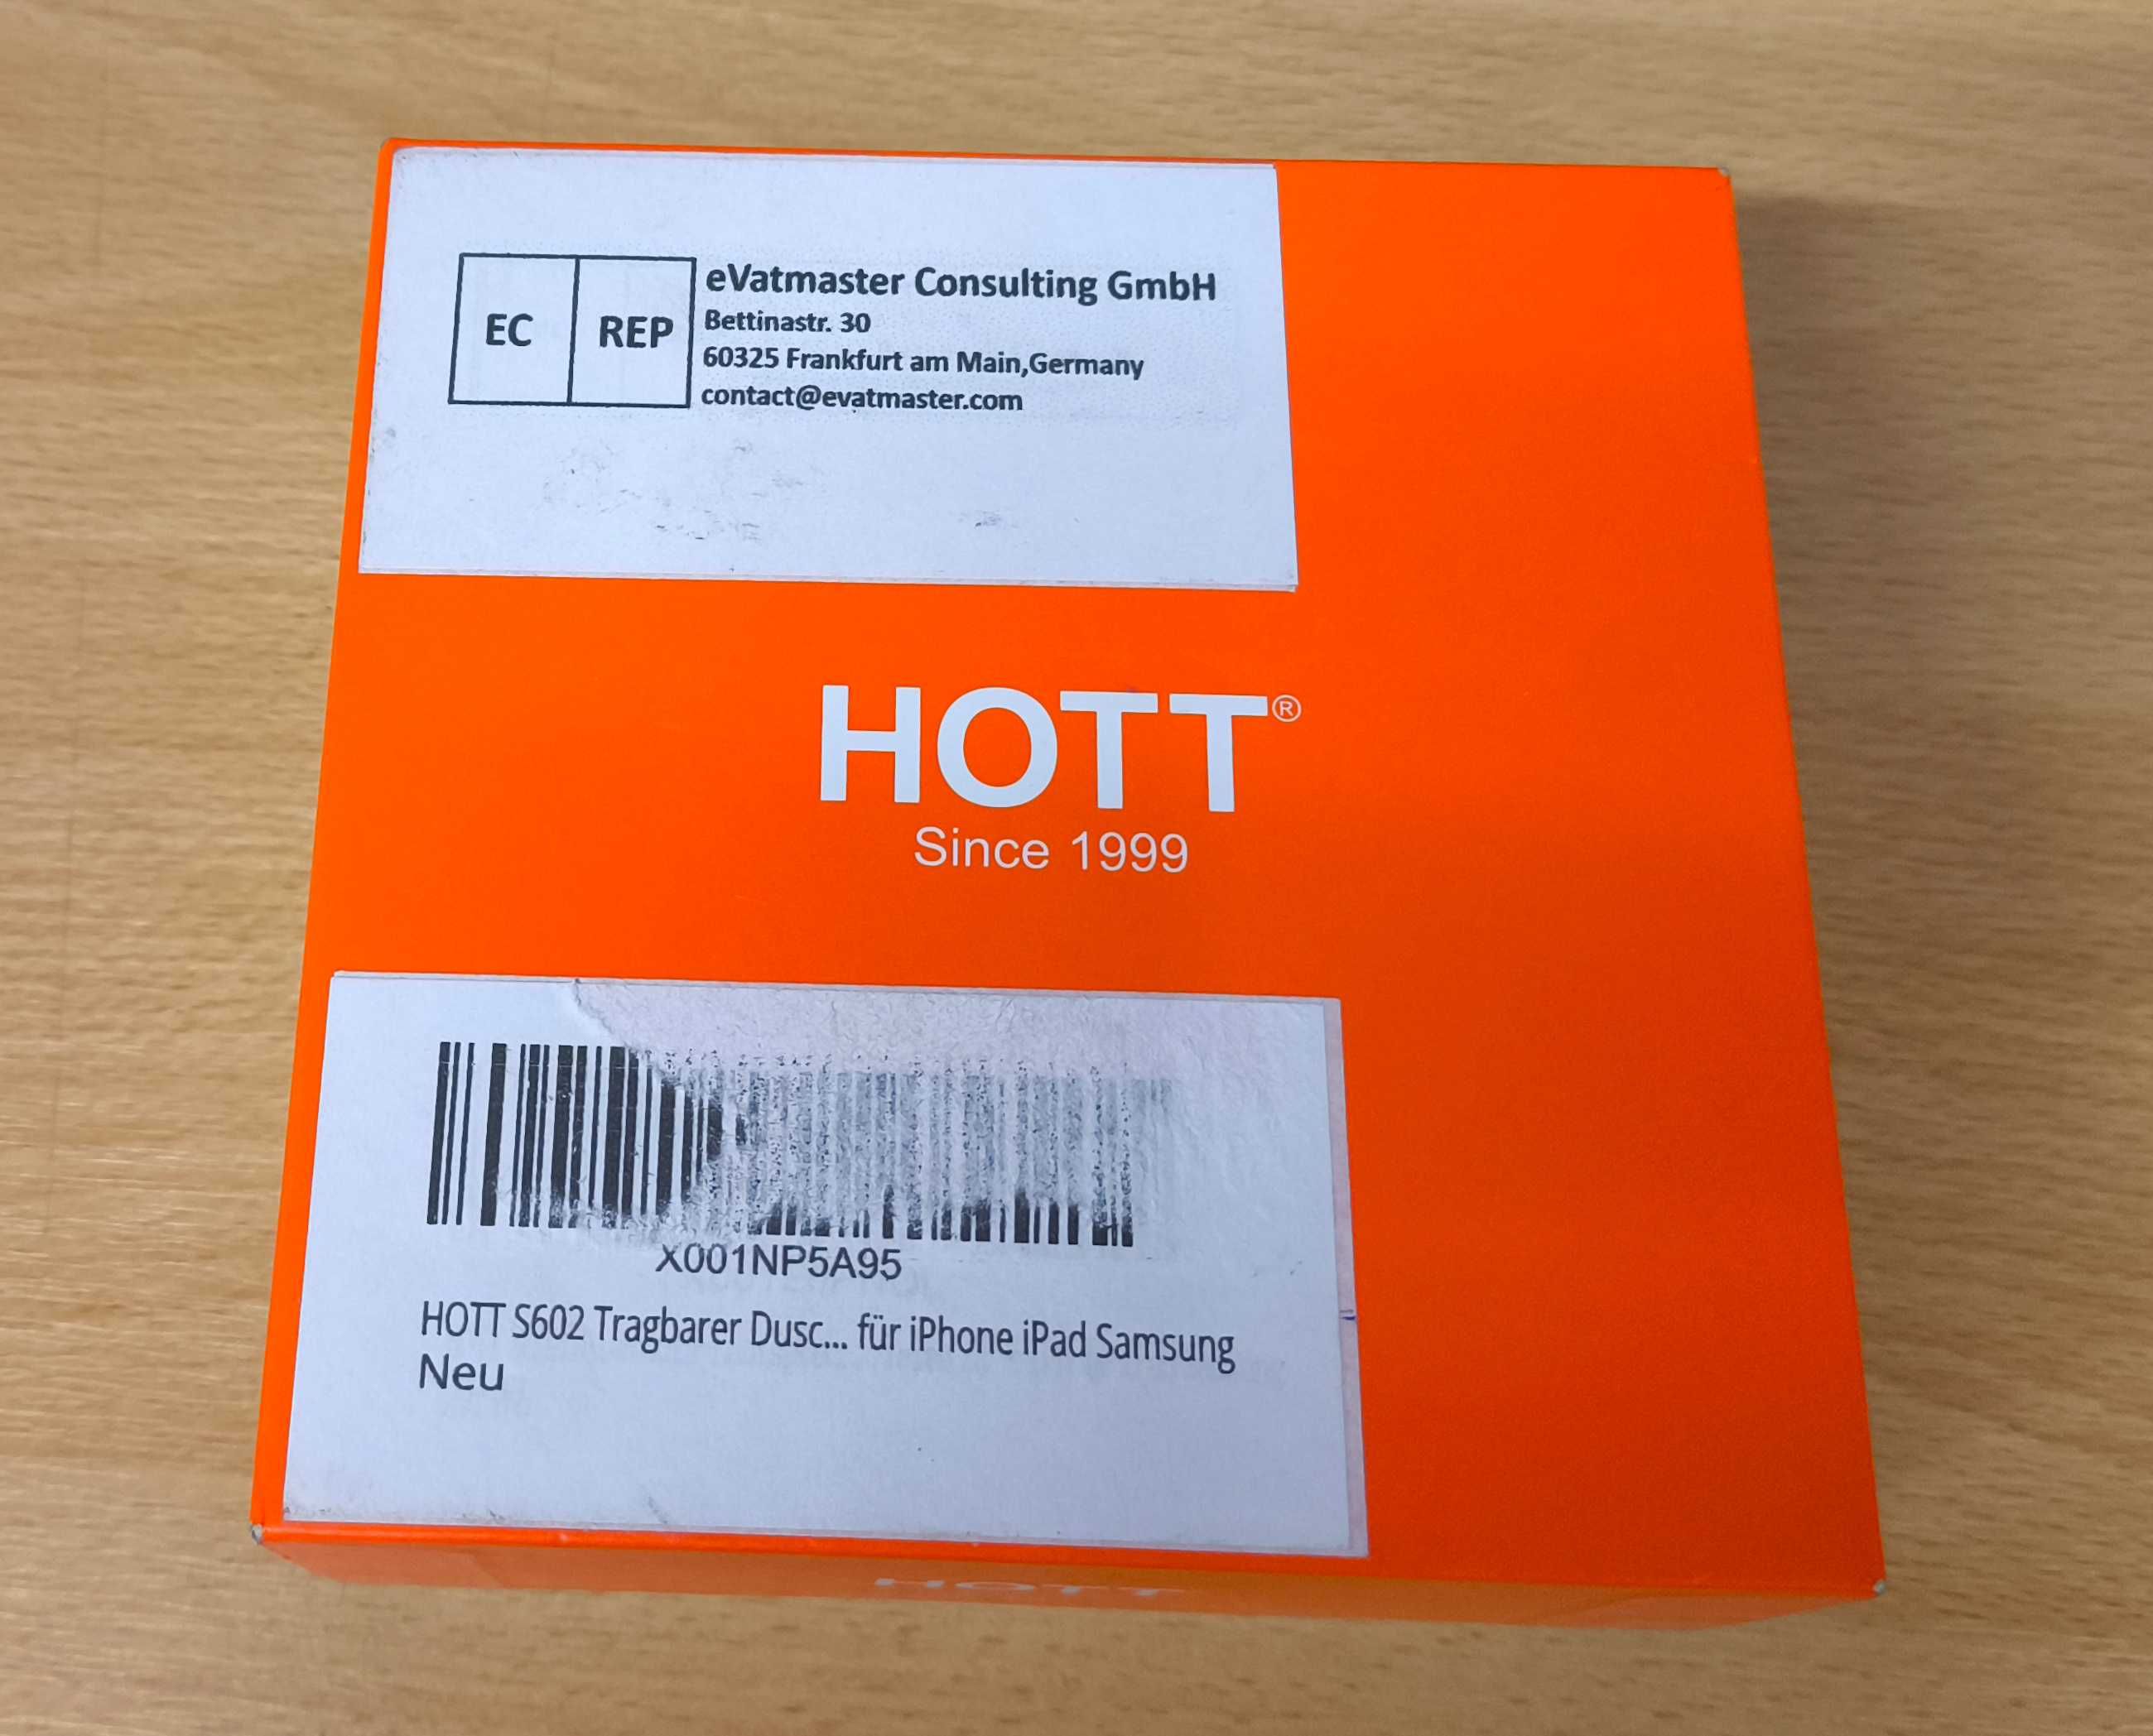 EC REP
eVatmaster Consulting GmbH
Bettinastr. 30
60325 Frankfurt am Main,Germany
contact@evatmaster.com
HOTT®
Since 1999
X001NP5A95
HOTT S602 Tragbarer Dusc... für iPhone iPad Samsung
Neu
HOTT